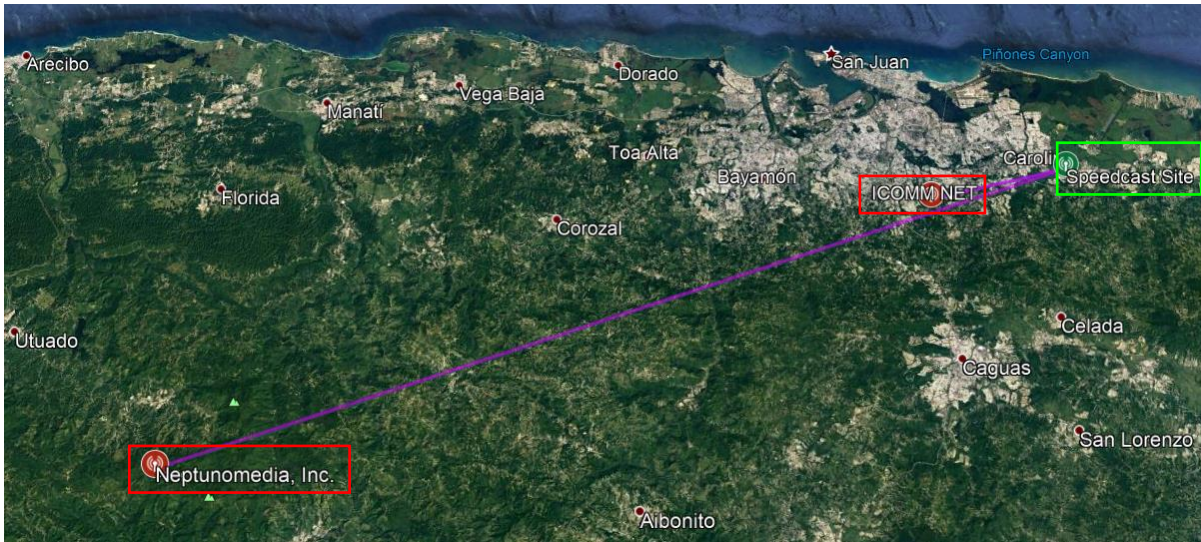 Arecibo
San Juan
Piñones Canyon
Dorado
Vega Baja
Manatí
Toa Alta
Carolin
Bayamón
Speedcast Site
Florida
ICOMM NET
Corozal
Utuado
Celada
Caguas
San Lorenzo
Neptunomedia, Inc.
Aibonito